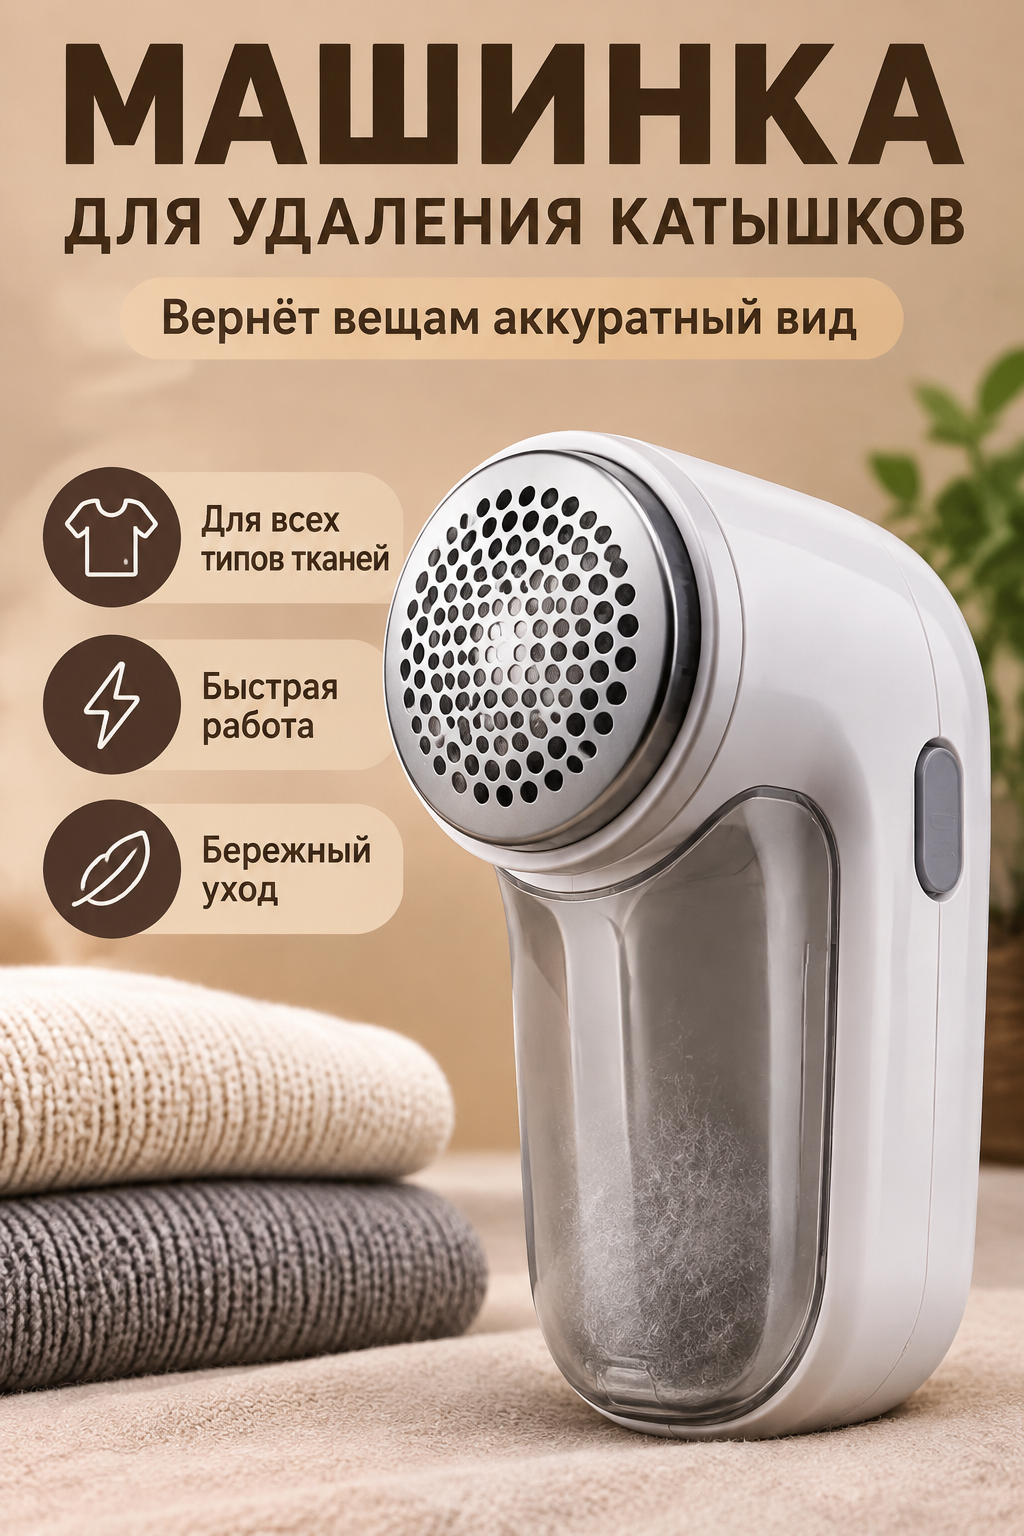 МАШИНКА
ДЛЯ УДАЛЕНИЯ КАТЫШКОВ
Вернёт вещам аккуратный вид
Для всех
типов тканей
Быстрая
работа
Бережный
уход